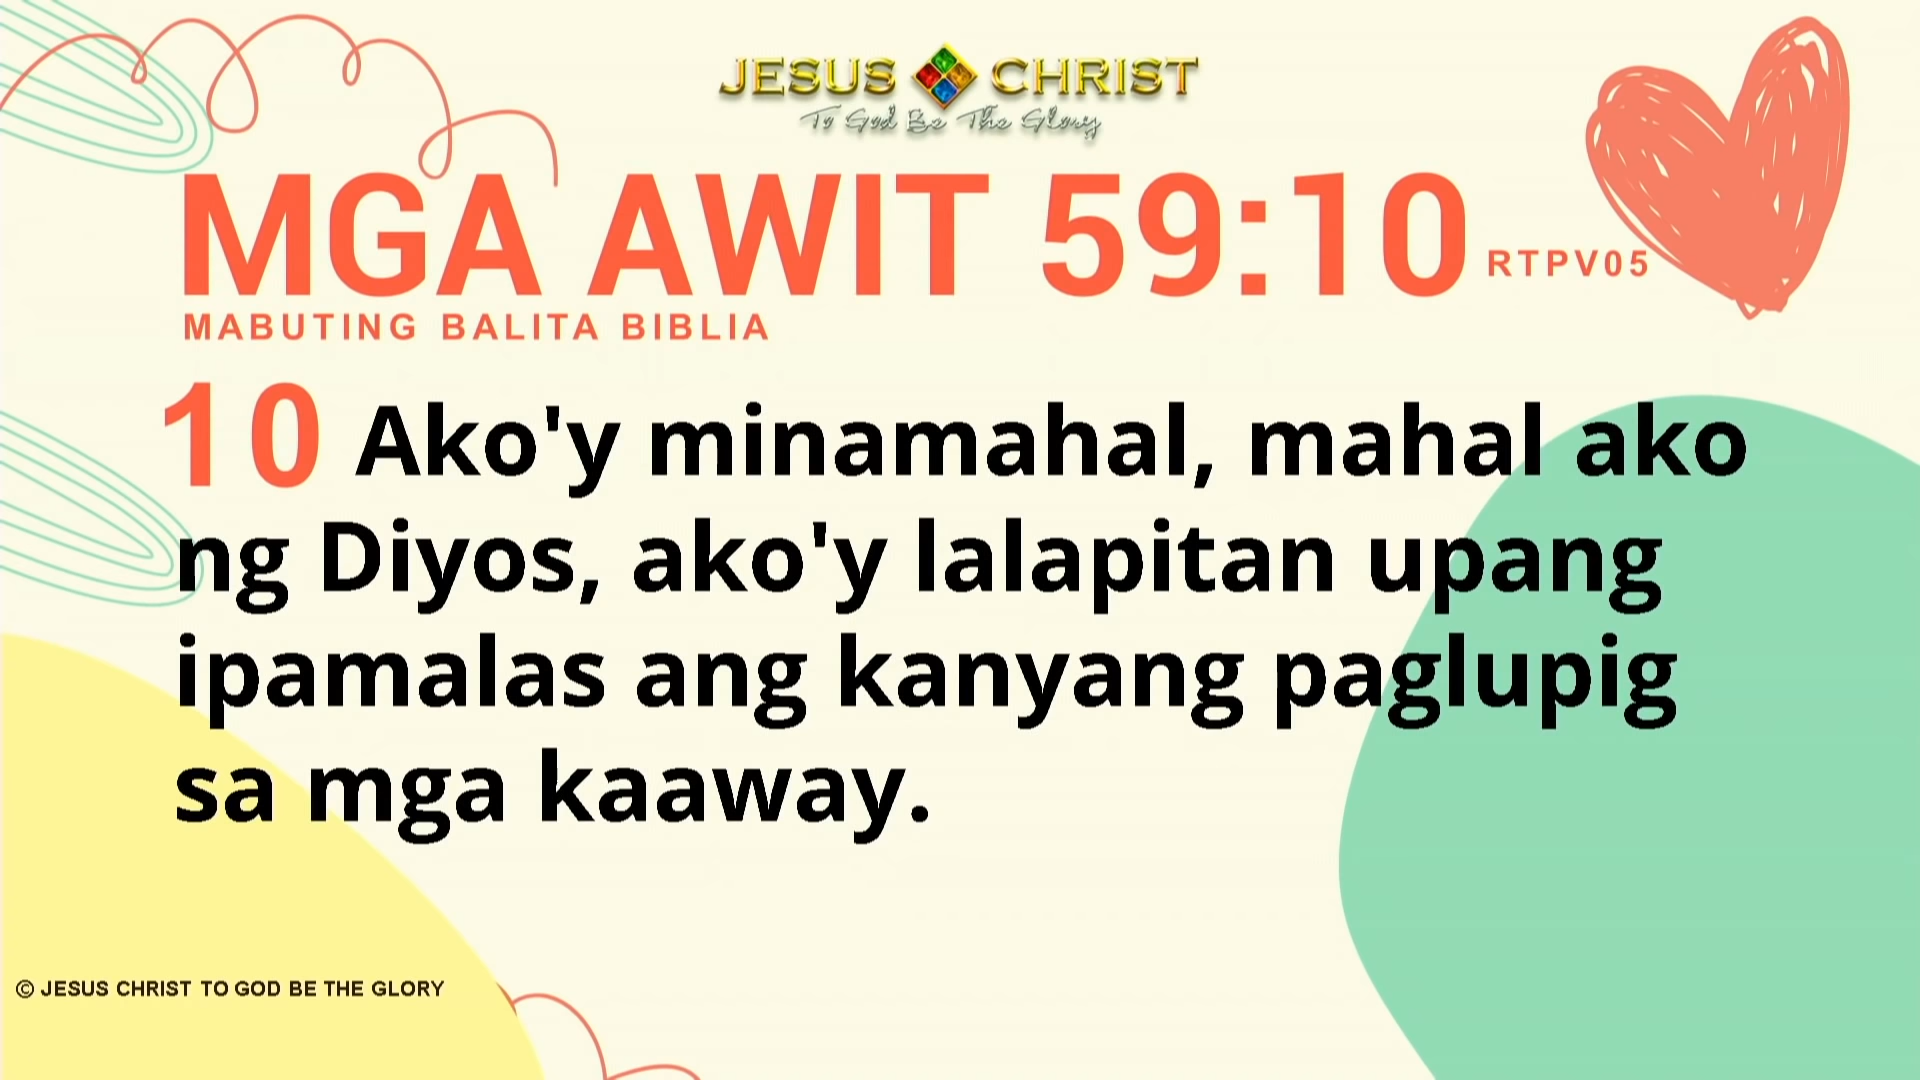 JESUS CHRIST
To God Be The Glory
MGA AWIT 59:10 RTPV05
MABUTING BALITA BIBLIA
10 Ako'y minamahal, mahal ako
ng Diyos, ako'y lalapitan upang
ipamalas ang kanyang paglupig
sa mga kaaway.
© JESUS CHRIST TO GOD BE THE GLORY